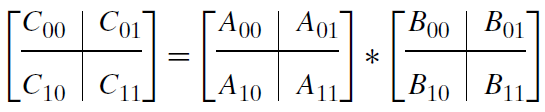 C00 C01 = A00 A01 * B00 B01
C10 C11 A10 A11 B10 B11